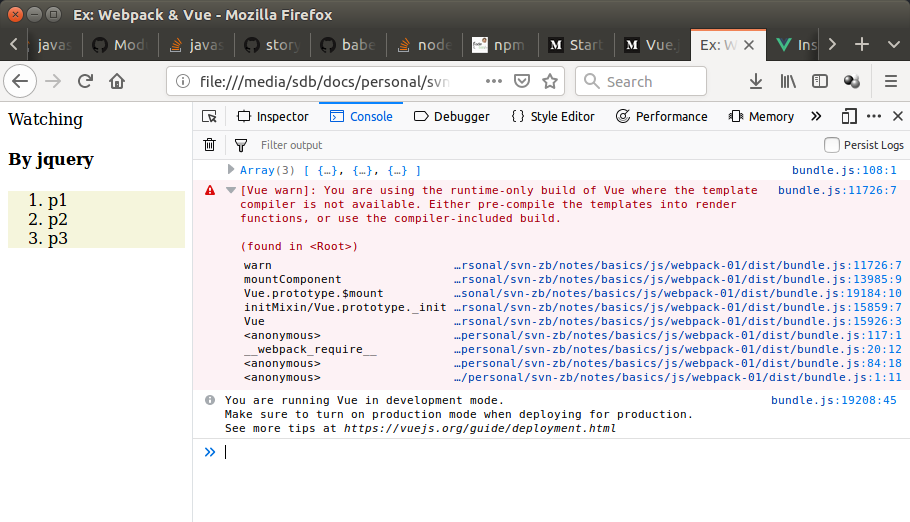 Ex: Webpack & Vue - Mozilla Firefox
javas Mode javas story babe node npm Start Vue. Ex: W Ins
file:///media/sdb/docs/personal/svn Search
Watching
By jquery
1. p1
2. p2
3. p3
Inspector Console Debugger {} Style Editor Performance Memory »
Filter output Persist Logs
Array(3) [ {…}, {…}, {…} ] bundle.js:108:1
[Vue warn]: You are using the runtime-only build of Vue where the template bundle.js:11726:7
compiler is not available. Either pre-compile the templates into render
functions, or use the compiler-included build.
(found in <Root>)
warn …rsonal/svn-zb/notes/basics/js/webpack-01/dist/bundle.js:11726:7
mountComponent …rsonal/svn-zb/notes/basics/js/webpack-01/dist/bundle.js:13985:9
Vue.prototype.$mount …sonal/svn-zb/notes/basics/js/webpack-01/dist/bundle.js:19184:10
initMixin/Vue.prototype._init …rsonal/svn-zb/notes/basics/js/webpack-01/dist/bundle.js:15859:7
Vue …rsonal/svn-zb/notes/basics/js/webpack-01/dist/bundle.js:15926:3
<anonymous> …personal/svn-zb/notes/basics/js/webpack-01/dist/bundle.js:117:1
__webpack_require__ …personal/svn-zb/notes/basics/js/webpack-01/dist/bundle.js:20:12
<anonymous> …personal/svn-zb/notes/basics/js/webpack-01/dist/bundle.js:84:18
<anonymous> …/personal/svn-zb/notes/basics/js/webpack-01/dist/bundle.js:1:11
You are running Vue in development mode. bundle.js:19208:45
Make sure to turn on production mode when deploying for production.
See more tips at https://vuejs.org/guide/deployment.html
»